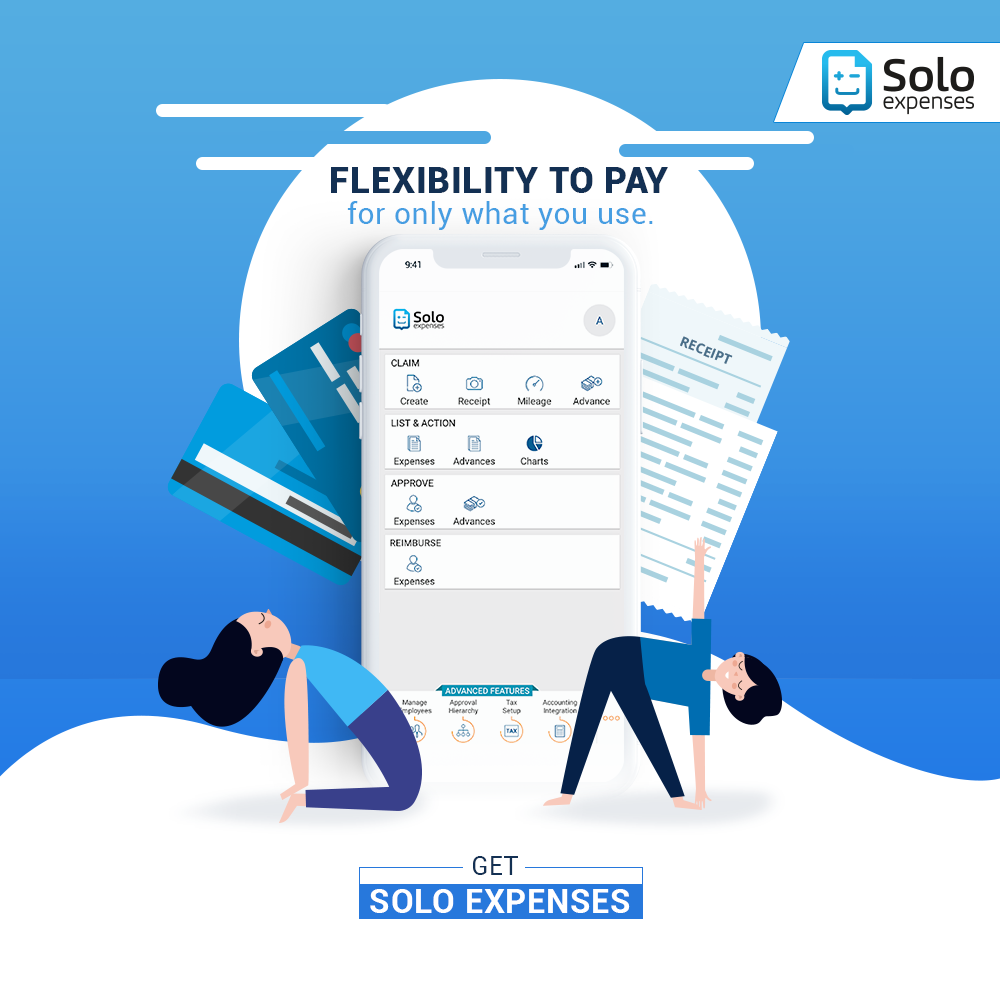 Solo
expenses
FLEXIBILITY TO PAY
for only what you use.
9:41
Solo
expenses
A
CLAIM
Create Receipt Mileage Advance
LIST & ACTION
Expenses Advances Charts
APPROVE
Expenses Advances
REIMBURSE
Expenses
RECEIPT
ADVANCED FEATURES
Manage Approval Tax Accounting
mployees Hierarchy Setup Integration
TAX
GET
SOLO EXPENSES